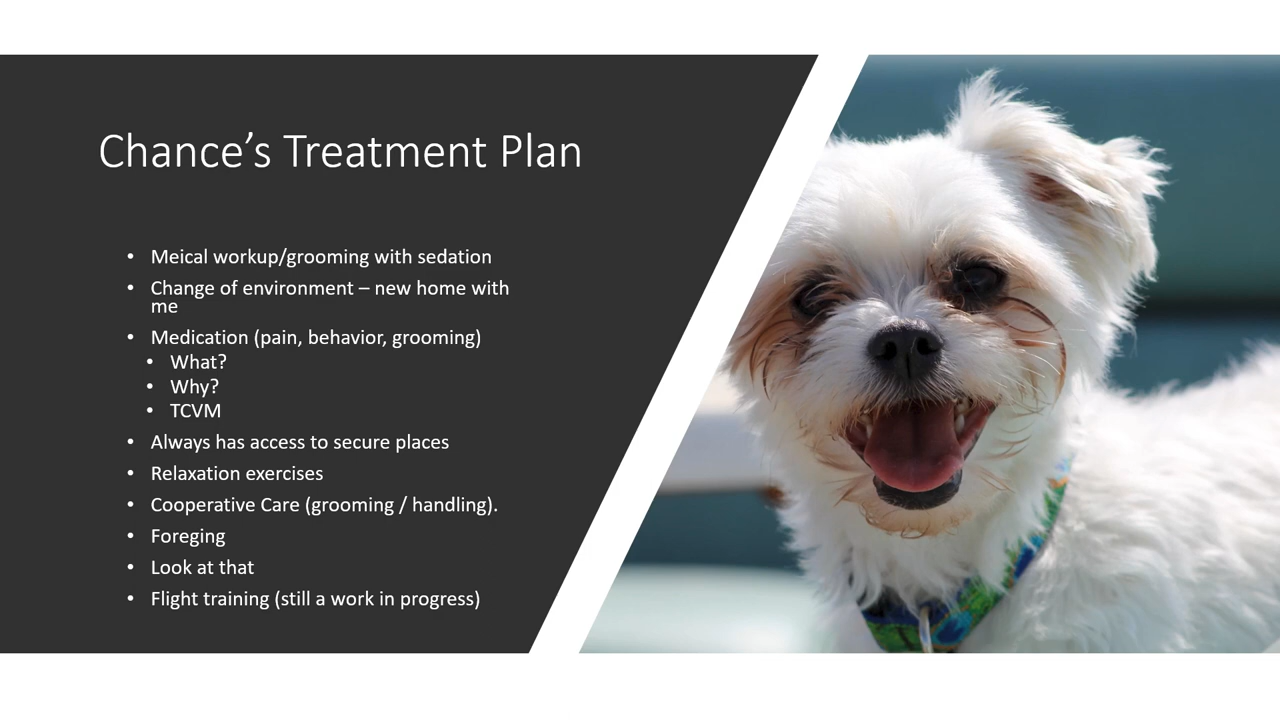 Chance’s Treatment Plan
• Meical workup/grooming with sedation
• Change of environment – new home with
me
• Medication (pain, behavior, grooming)
• What?
• Why?
• TCVM
• Always has access to secure places
• Relaxation exercises
• Cooperative Care (grooming / handling).
• Foreging
• Look at that
• Flight training (still a work in progress)